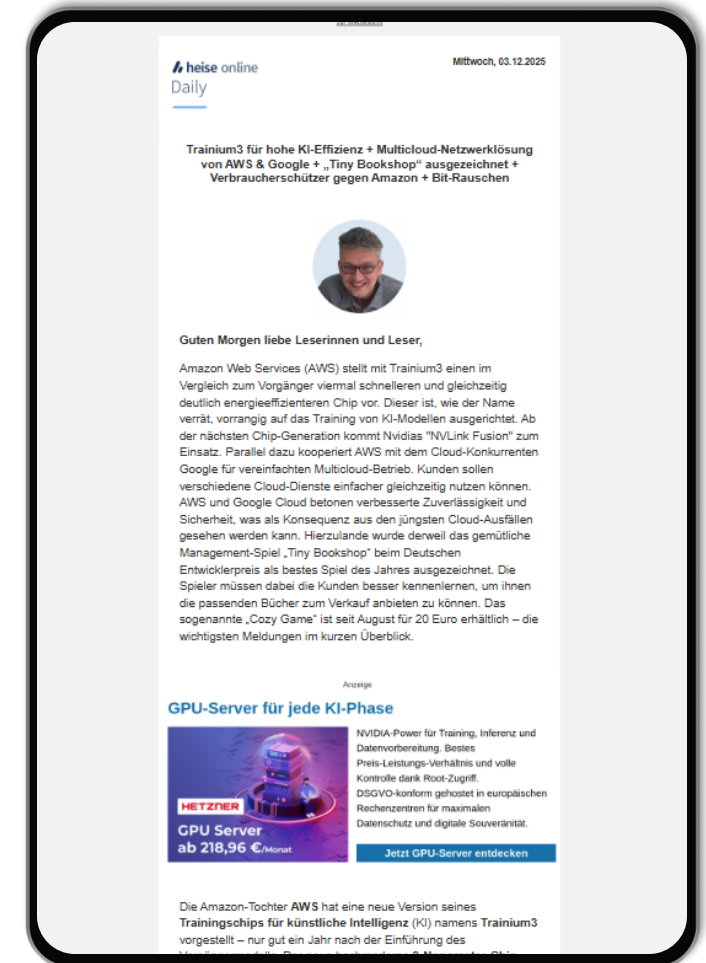 zur Webansicht
heise online
Daily
Mittwoch, 03.12.2025
Trainium3 für hohe KI-Effizienz + Multicloud-Netzwerklösung
von AWS & Google + „Tiny Bookshop“ ausgezeichnet +
Verbraucherschützer gegen Amazon + Bit-Rauschen
Guten Morgen liebe Leserinnen und Leser,
Amazon Web Services (AWS) stellt mit Trainium3 einen im
Vergleich zum Vorgänger viermal schnelleren und gleichzeitig
deutlich energieeffizienteren Chip vor. Dieser ist, wie der Name
verrät, vorrangig auf das Training von KI-Modellen ausgerichtet. Ab
der nächsten Chip-Generation kommt Nvidias "NVLink Fusion" zum
Einsatz. Parallel dazu kooperiert AWS mit dem Cloud-Konkurrenten
Google für vereinfachten Multicloud-Betrieb. Kunden sollen
verschiedene Cloud-Dienste einfacher gleichzeitig nutzen können.
AWS und Google Cloud betonen verbesserte Zuverlässigkeit und
Sicherheit, was als Konsequenz aus den jüngsten Cloud-Ausfällen
gesehen werden kann. Hierzulande wurde derweil das gemütliche
Management-Spiel „Tiny Bookshop“ beim Deutschen
Entwicklerpreis als bestes Spiel des Jahres ausgezeichnet. Die
Spieler müssen dabei die Kunden besser kennenlernen, um ihnen
die passenden Bücher zum Verkauf anbieten zu können. Das
sogenannte „Cozy Game“ ist seit August für 20 Euro erhältlich – die
wichtigsten Meldungen im kurzen Überblick.
Anzeige
GPU-Server für jede KI-Phase
HETZNER
GPU Server
ab 218,96 €/Monat
NVIDIA-Power für Training, Inferenz und
Datenvorbereitung. Bestes
Preis-Leistungs-Verhältnis und volle
Kontrolle dank Root-Zugriff.
DSGVO-konform gehostet in europäischen
Rechenzentren für maximalen
Datenschutz und digitale Souveränität.
Jetzt GPU-Server entdecken
Die Amazon-Tochter AWS hat eine neue Version seines
Trainingschips für künstliche Intelligenz (KI) namens Trainium3
vorgestellt – nur gut ein Jahr nach der Einführung des